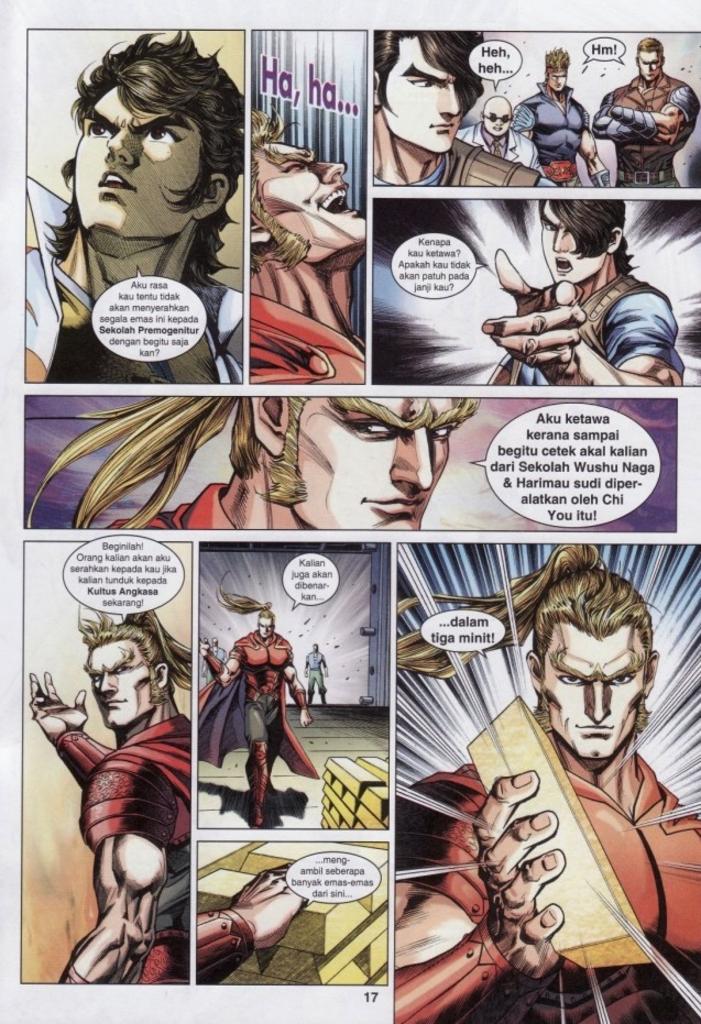 Aku rasa
kau tentu tidak
akan menyerahkan
segala emas ini kepada
Sekolah Premogenitur
dengan begitu saja
kan?
Ha, ha...
Heh,
heh...
Hm!
Kenapa
kau ketawa?
Apakah kau tidak
akan patuh pada
janji kau?
Aku ketawa
kerana sampai
begitu cetek akal kalian
dari Sekolah Wushu Naga
& Harimau sudi diper-
alatkan oleh Chi
You itu!
Beginilah!
Orang kalian akan aku
serahkan kepada kau jika
kalian tunduk kepada
Kultus Angkasa
sekarang!
Kalian
juga akan
dibenar-
kan...
...meng-
ambil seberapa
banyak emas-emas
dari sini...
...dalam
tiga minit!
17